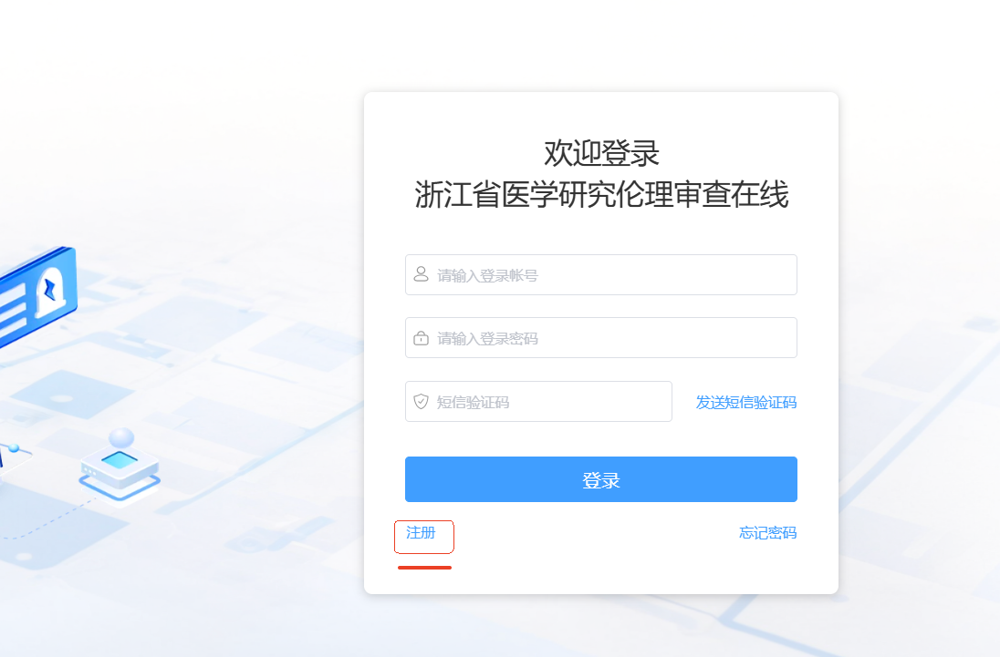 欢迎登录
浙江省医学研究伦理审查在线
请输入登录帐号
请输入登录密码
短信验证码 发送短信验证码
登录
注册 忘记密码